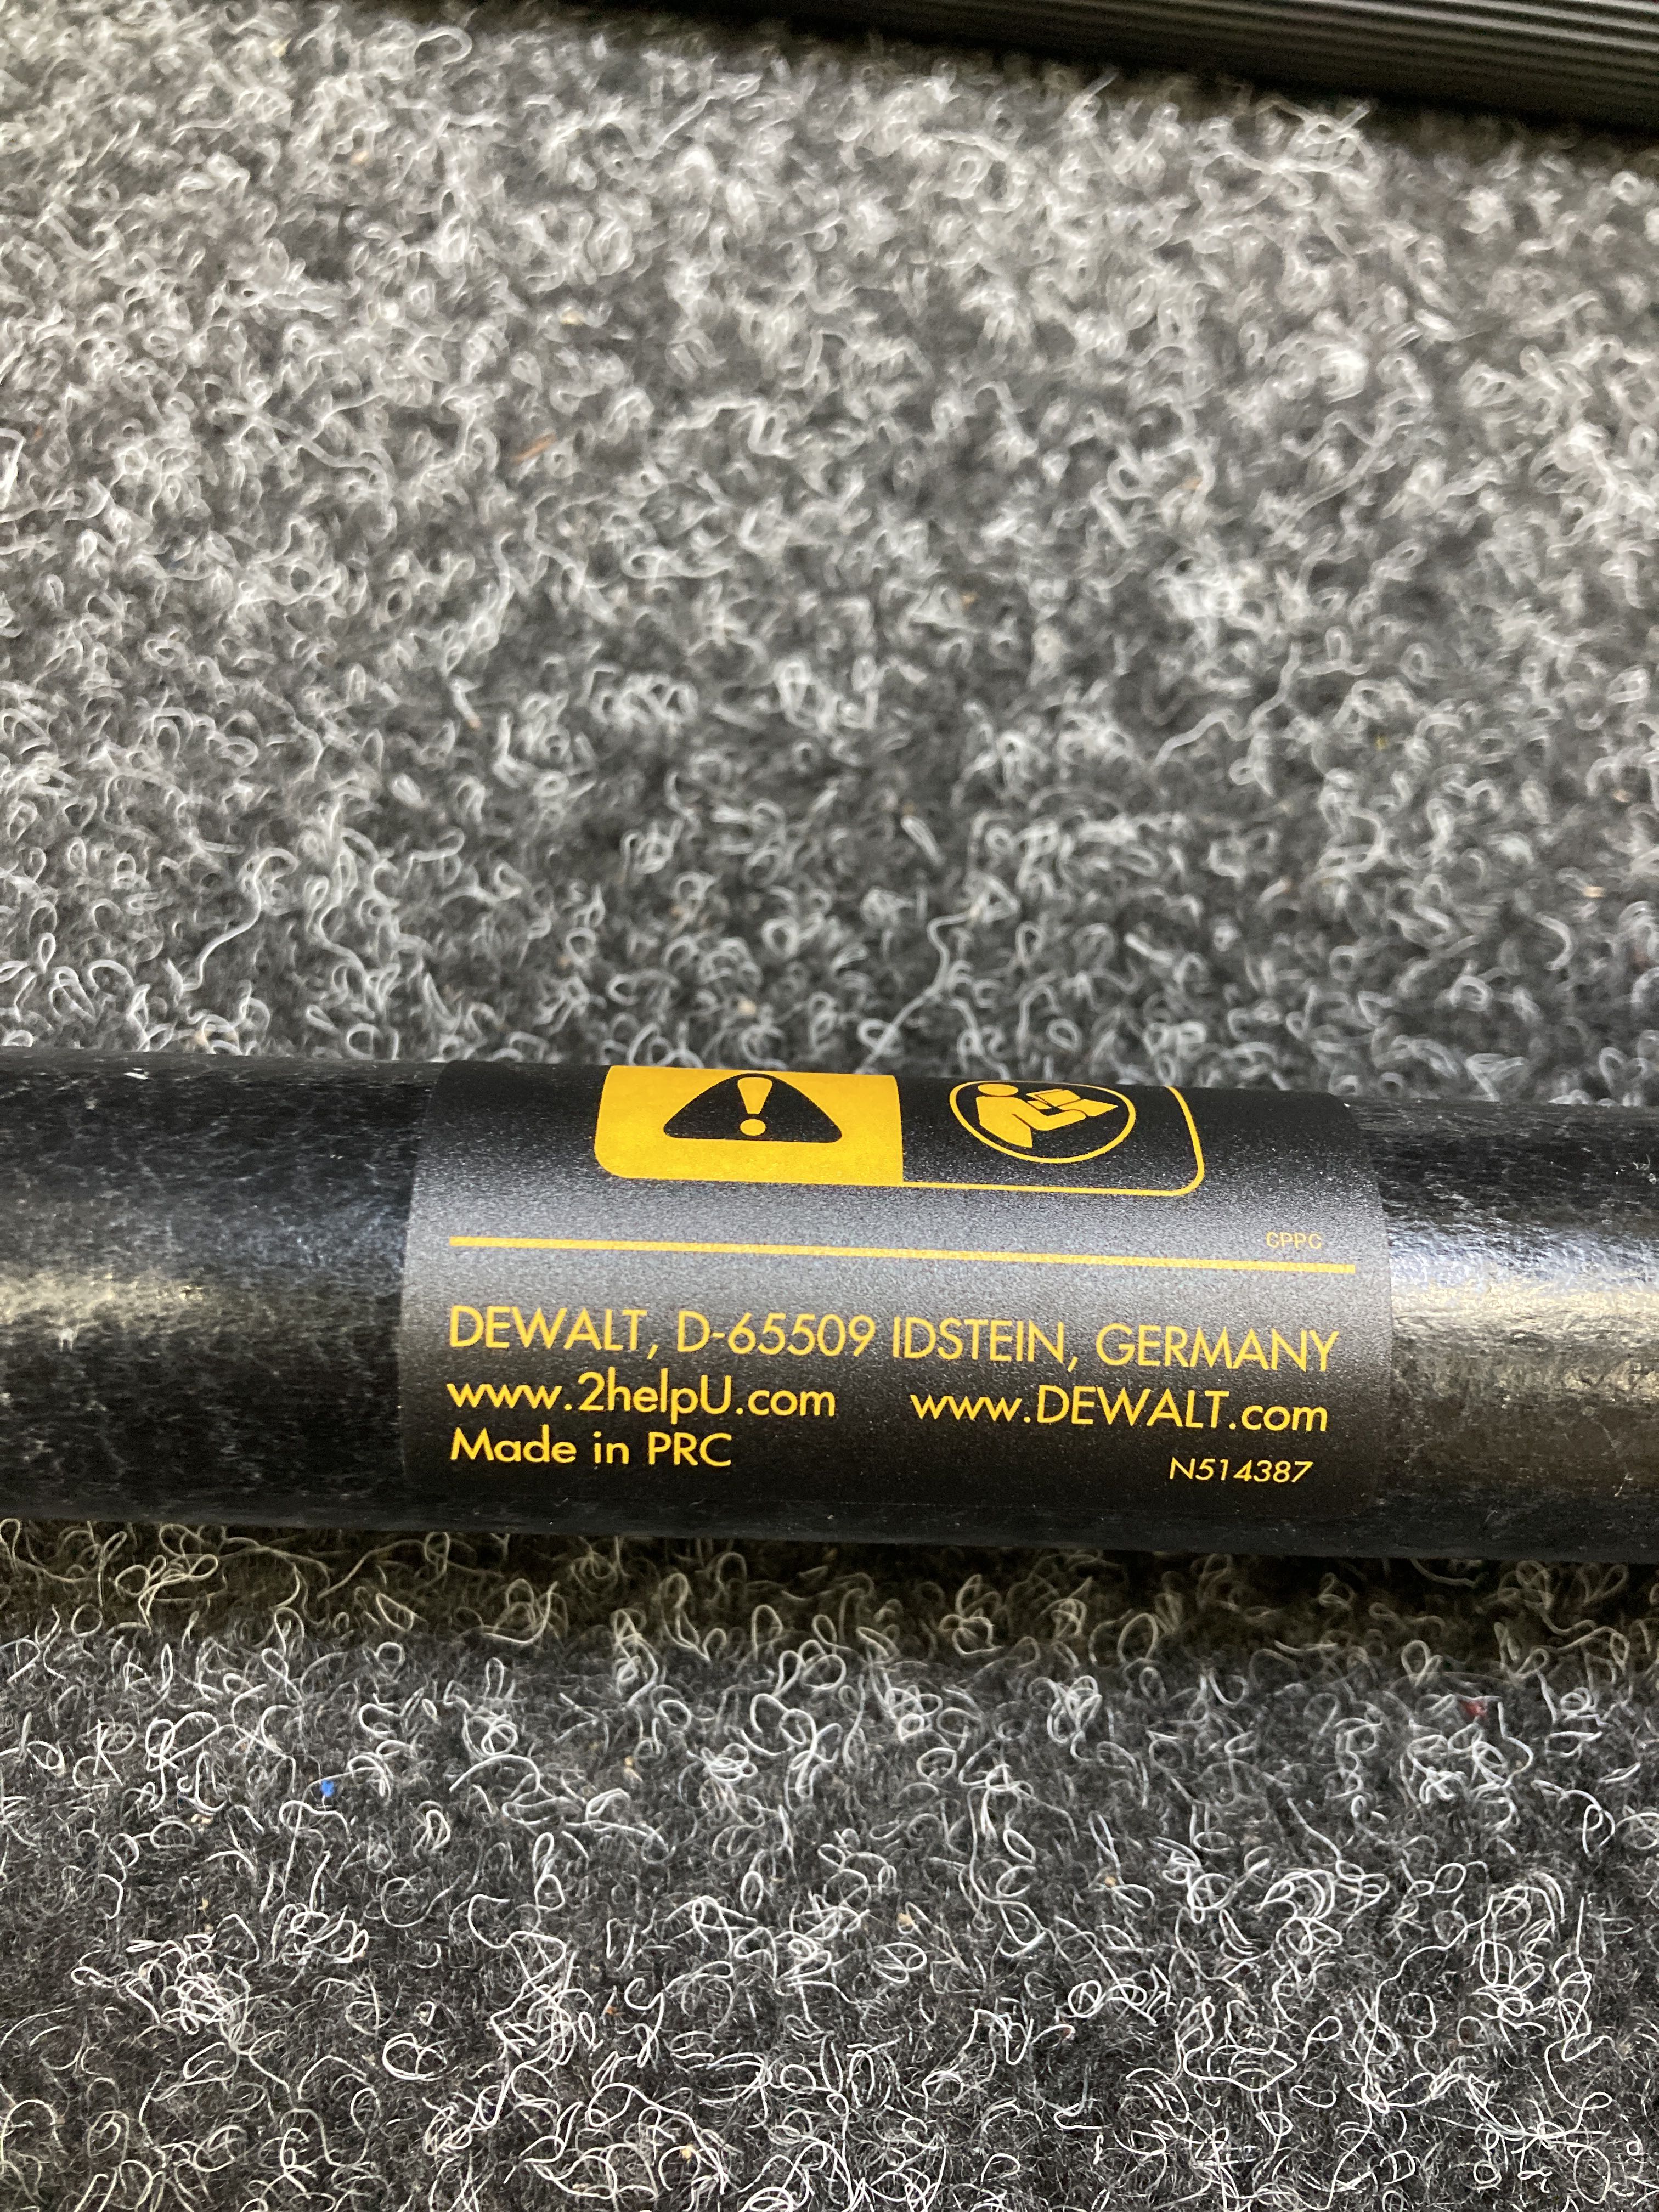 CPPC
DEWALT, D-65509 IDSTEIN, GERMANY
www.2helpU.com www.DEWALT.com
Made in PRC N514387